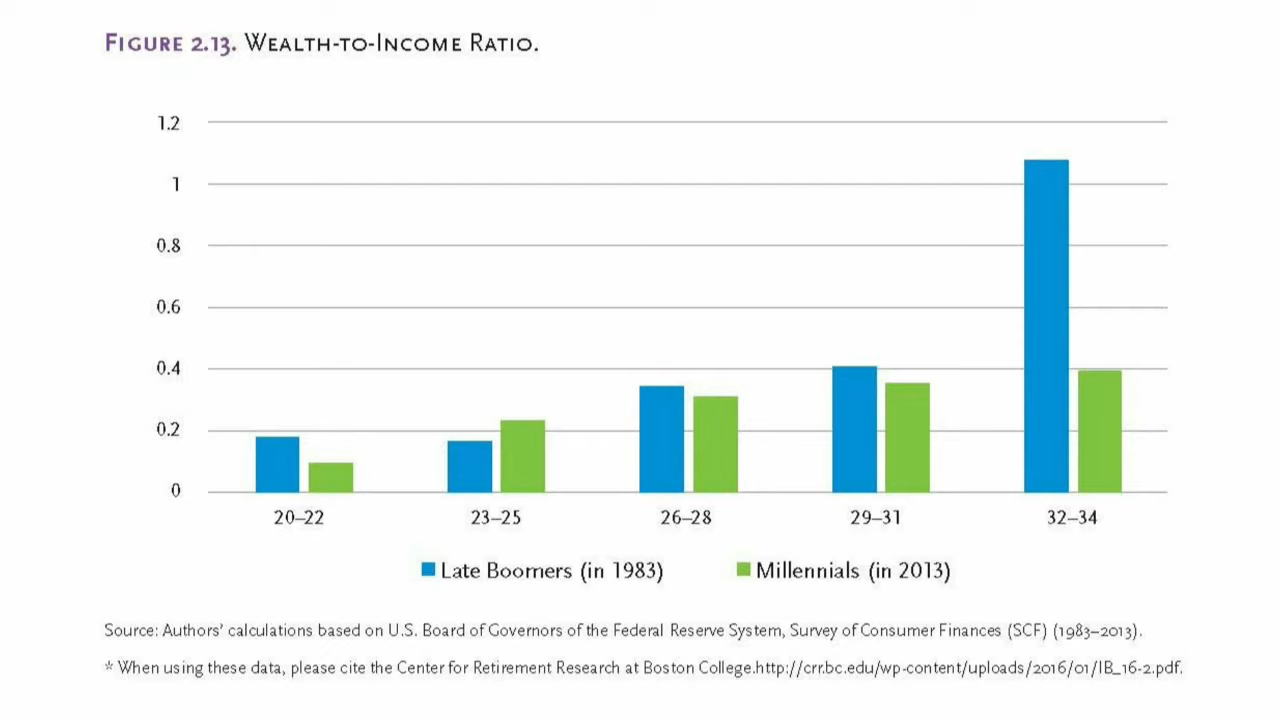 FIGURE 2.13. WEALTH-TO-INCOME RATIO.
1.2
1
0.8
0.6
0.4
0.2
0
20–22 23–25 26–28 29–31 32–34
Late Boomers (in 1983) Millennials (in 2013)
Source: Authors' calculations based on U.S. Board of Governors of the Federal Reserve System, Survey of Consumer Finances (SCF) (1983–2013).
* When using these data, please cite the Center for Retirement Research at Boston College.http://crr.bc.edu/wp-content/uploads/2016/01/IB_16-2.pdf.